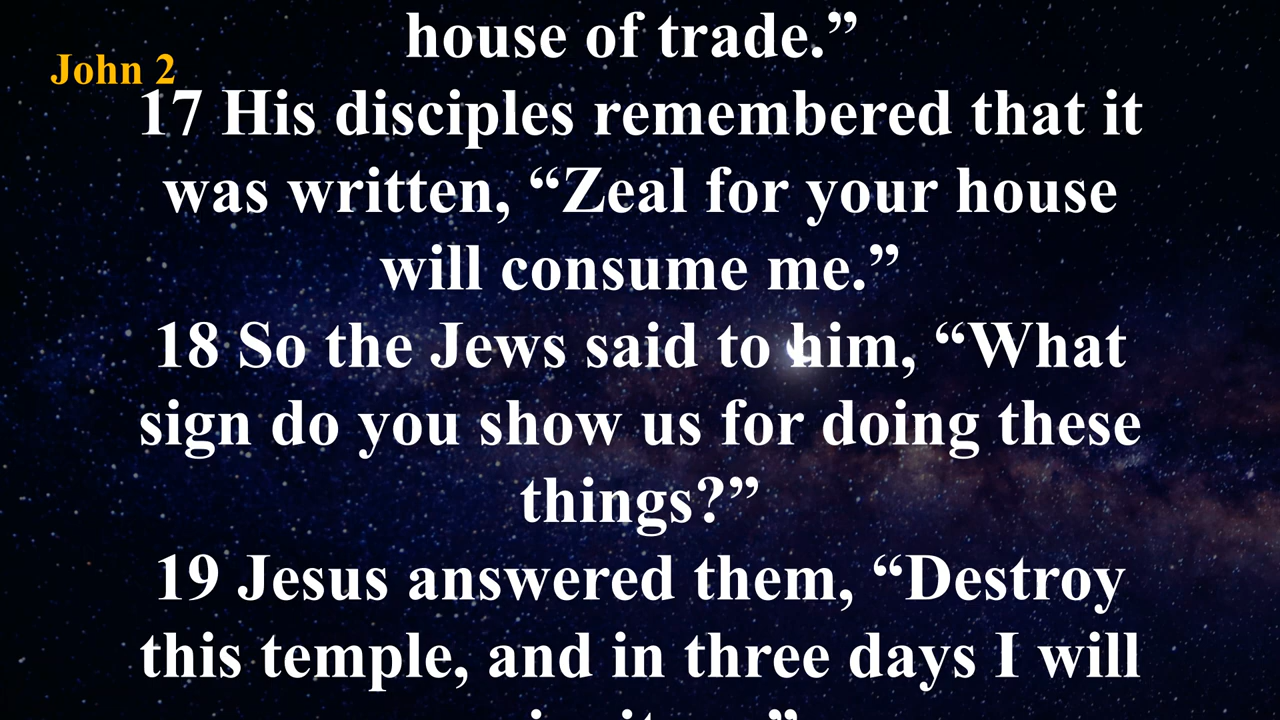 house of trade.”
John 2
17 His disciples remembered that it
was written, “Zeal for your house
will consume me.”
18 So the Jews said to him, “What
sign do you show us for doing these
things?”
19 Jesus answered them, “Destroy
this temple, and in three days I will